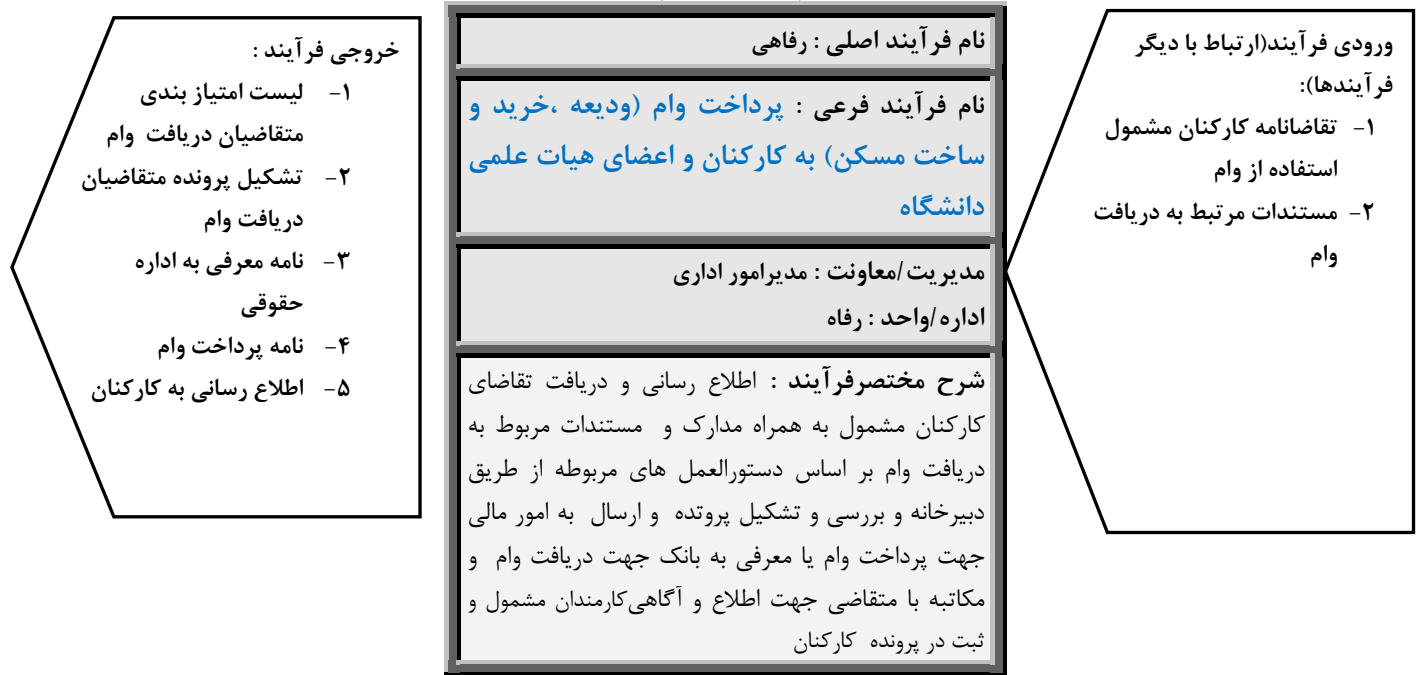 ورودی فرآیند(ارتباط با دیگر
فرآیندها):
۱- تقاضانامه کارکنان مشمول
استفاده از وام
۲- مستندات مرتبط به دریافت
وام
نام فرآیند اصلی : رفاهی
نام فرآیند فرعی : پرداخت وام (ودیعه ،خرید و
ساخت مسکن) به کارکنان و اعضای هیات علمی
دانشگاه
مدیریت/معاونت : مدیرامور اداری
اداره/واحد : رفاه
شرح مختصرفرآیند : اطلاع رسانی و دریافت تقاضای
کارکنان مشمول به همراه مدارک و مستندات مربوط به
دریافت وام بر اساس دستورالعمل های مربوطه از طریق
دبیرخانه و بررسی و تشکیل پروتده و ارسال به امور مالی
جهت پرداخت وام یا معرفی به بانک جهت دریافت وام و
مکاتبه با متقاضی جهت اطلاع و آگاهی‌کارمندان مشمول و
ثبت در پرونده کارکنان
خروجی فرآیند :
۱- لیست امتیاز بندی
متقاضیان دریافت وام
۲- تشکیل پرونده متقاضیان
دریافت وام
۳- نامه معرفی به اداره
حقوقی
۴- نامه پرداخت وام
۵- اطلاع رسانی به کارکنان